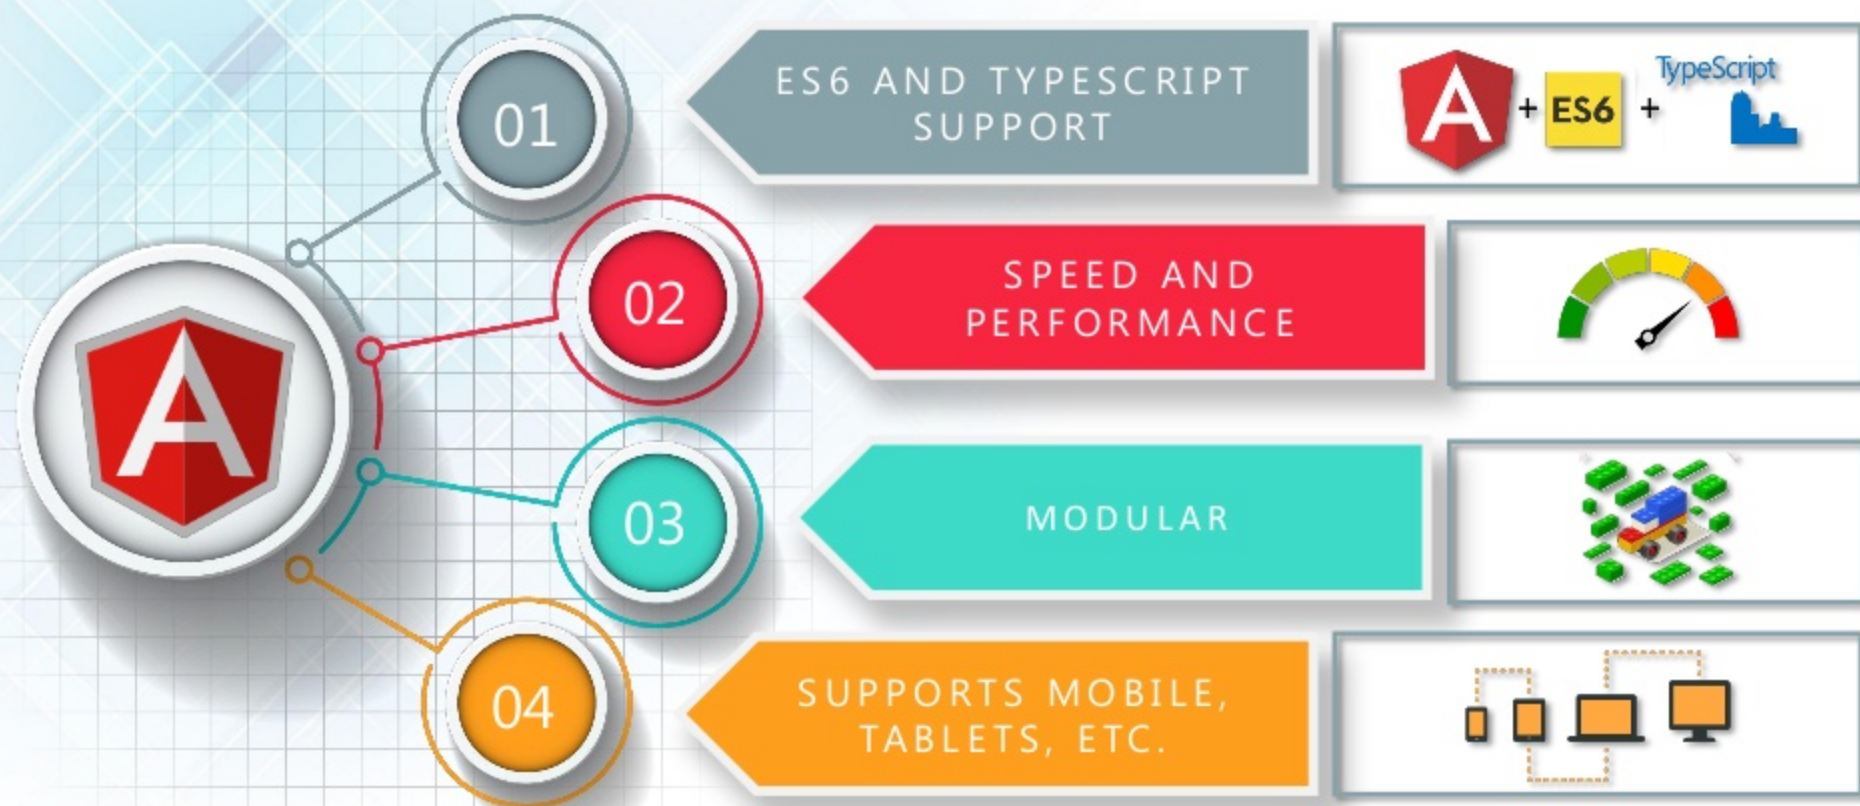 01
ES6 AND TYPESCRIPT
SUPPORT
A + ES6 + TypeScript
02
SPEED AND
PERFORMANCE
A
03
MODULAR
04
SUPPORTS MOBILE,
TABLETS, ETC.